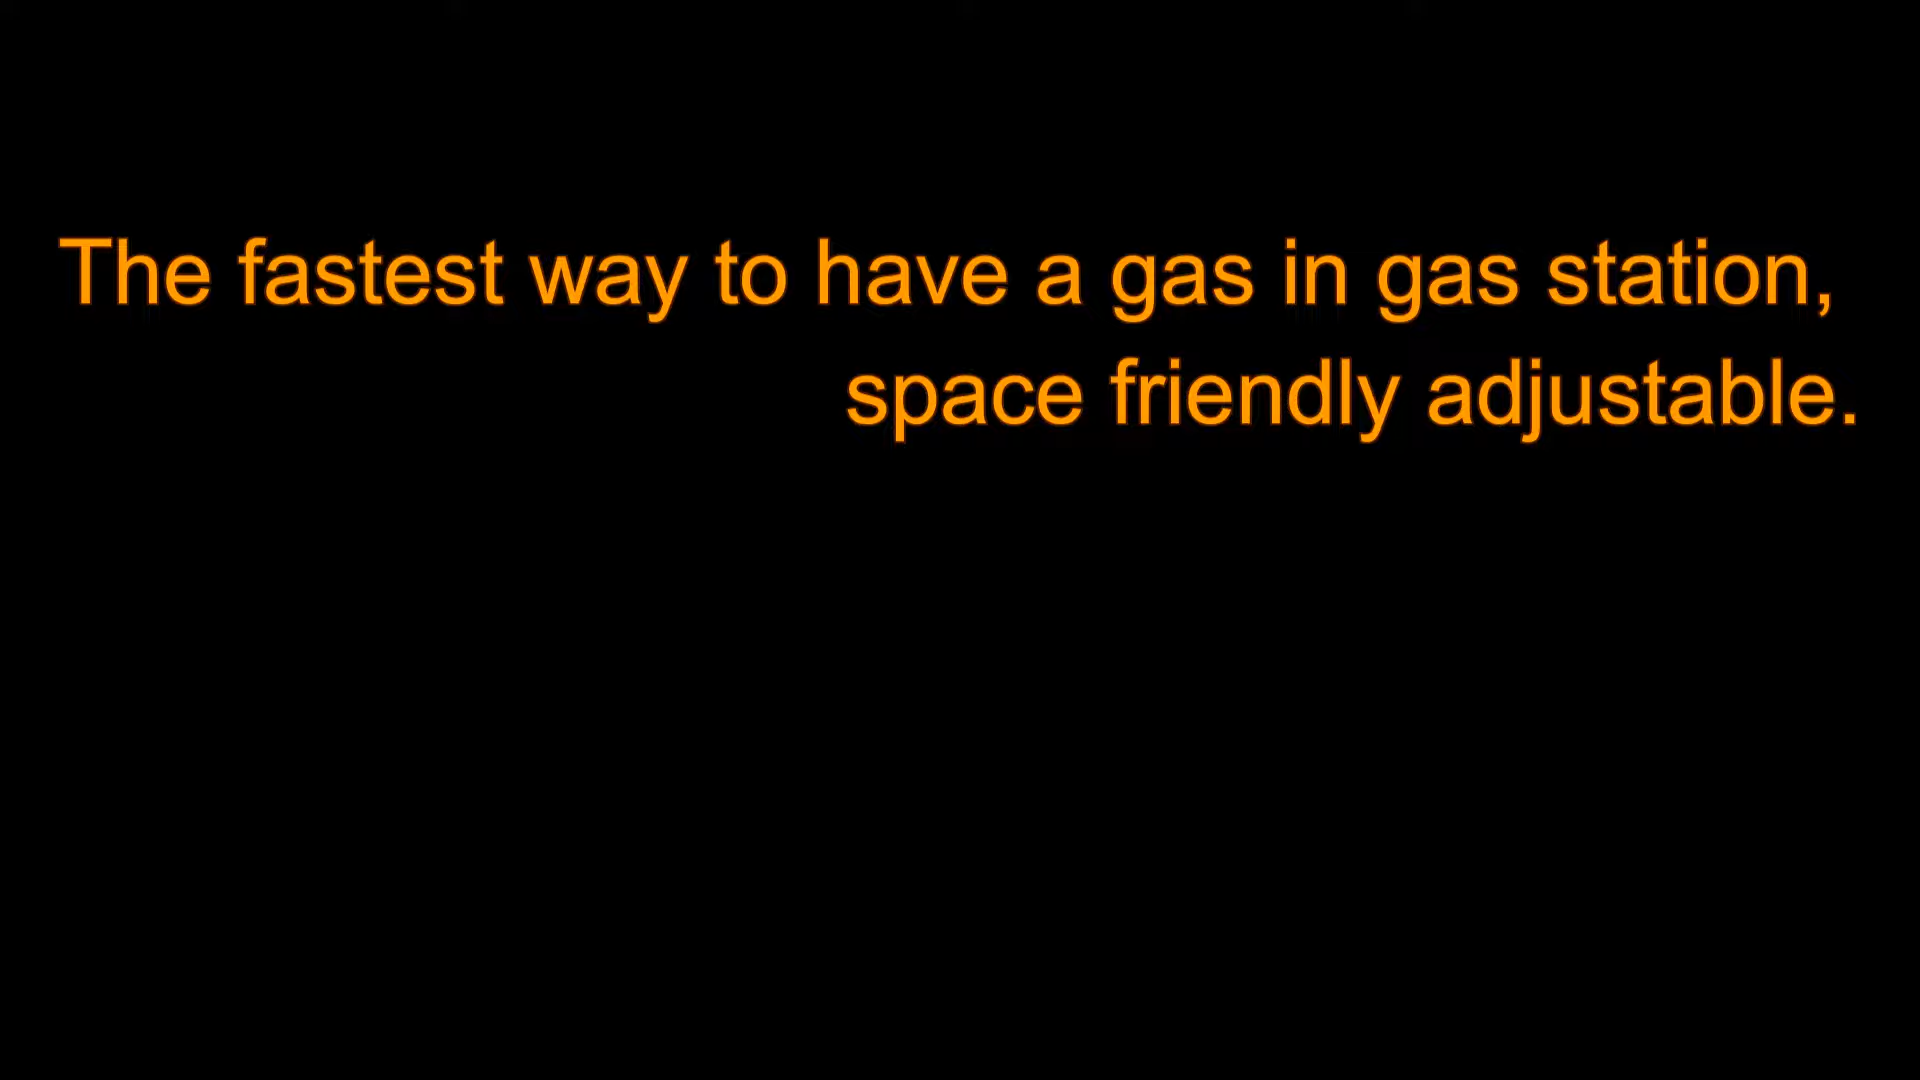 The fastest way to have a gas in gas station,
space friendly adjustable.